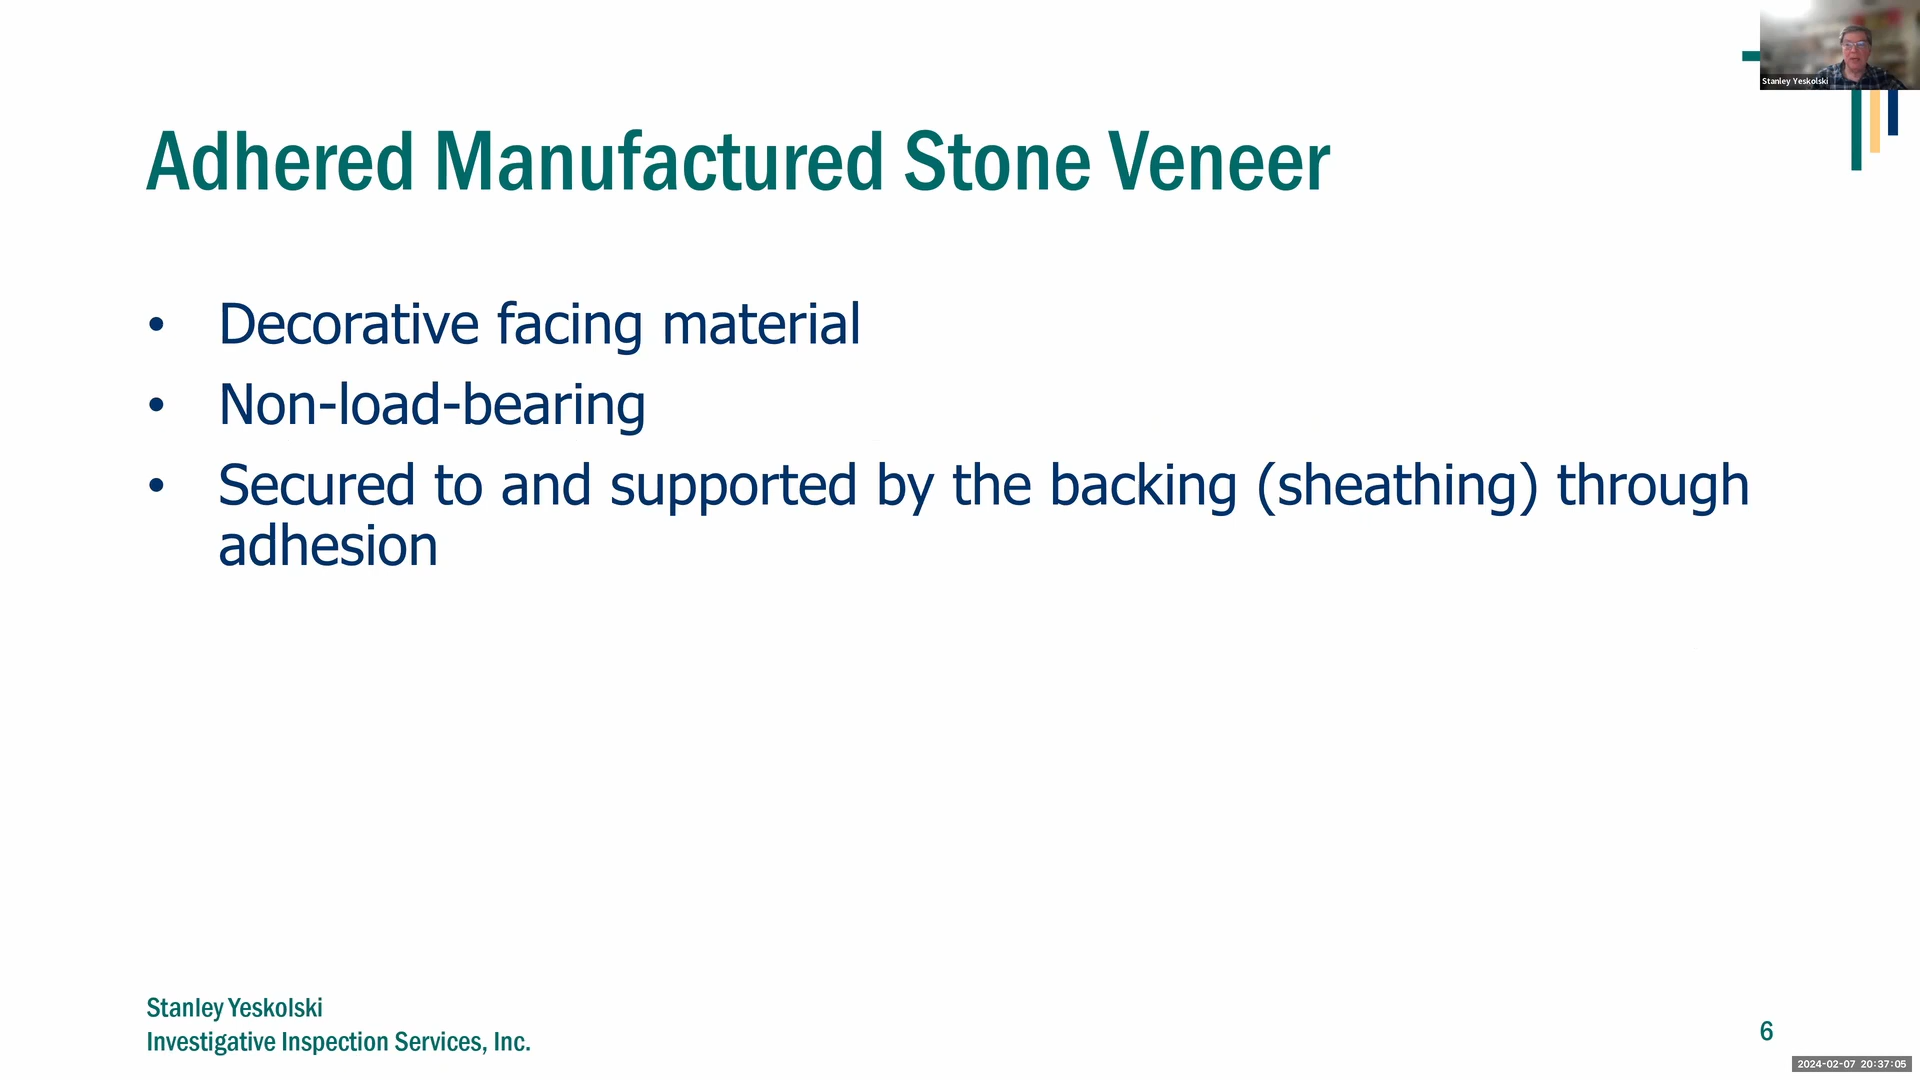 Stanley Yeskolski
Adhered Manufactured Stone Veneer
• Decorative facing material
• Non-load-bearing
• Secured to and supported by the backing (sheathing) through
adhesion
Stanley Yeskolski
Investigative Inspection Services, Inc.
6
2024-02-07 20:37:05